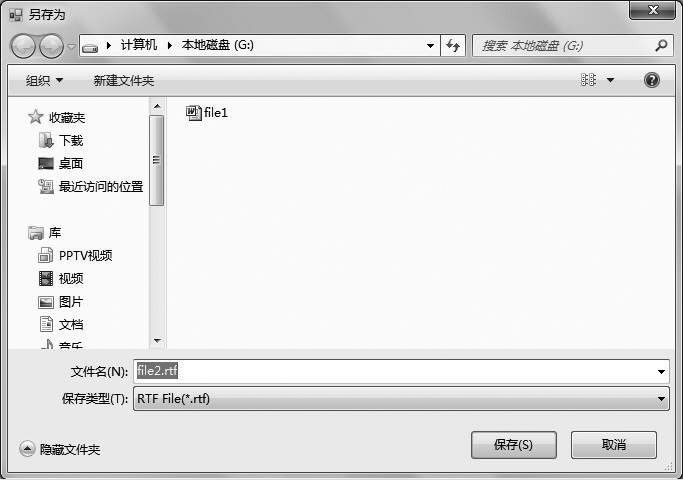 另存为
计算机 本地磁盘 (G:)
搜索 本地磁盘 (G:)
组织 新建文件夹
收藏夹
下载
桌面
最近访问的位置
库
PPTV视频
视频
图片
文档
音乐
file1
文件名(N): file2.rtf
保存类型(T): RTF File(*.rtf)
隐藏文件夹
保存(S) 取消